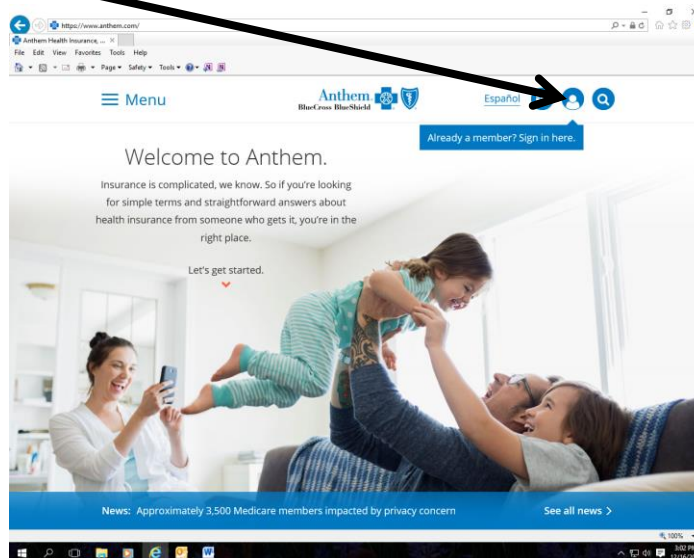 https://www.anthem.com/
Anthem Health Insurance, ...
File Edit View Favorites Tools Help
Page Safety Tools
Menu
Anthem
BlueCross BlueShield
Español
Already a member? Sign in here.
Welcome to Anthem.
Insurance is complicated, we know. So if you're looking
for simple terms and straightforward answers about
health insurance from someone who gets it, you're in the
right place.
Let's get started.
News: Approximately 3,500 Medicare members impacted by privacy concern
See all news >
100%